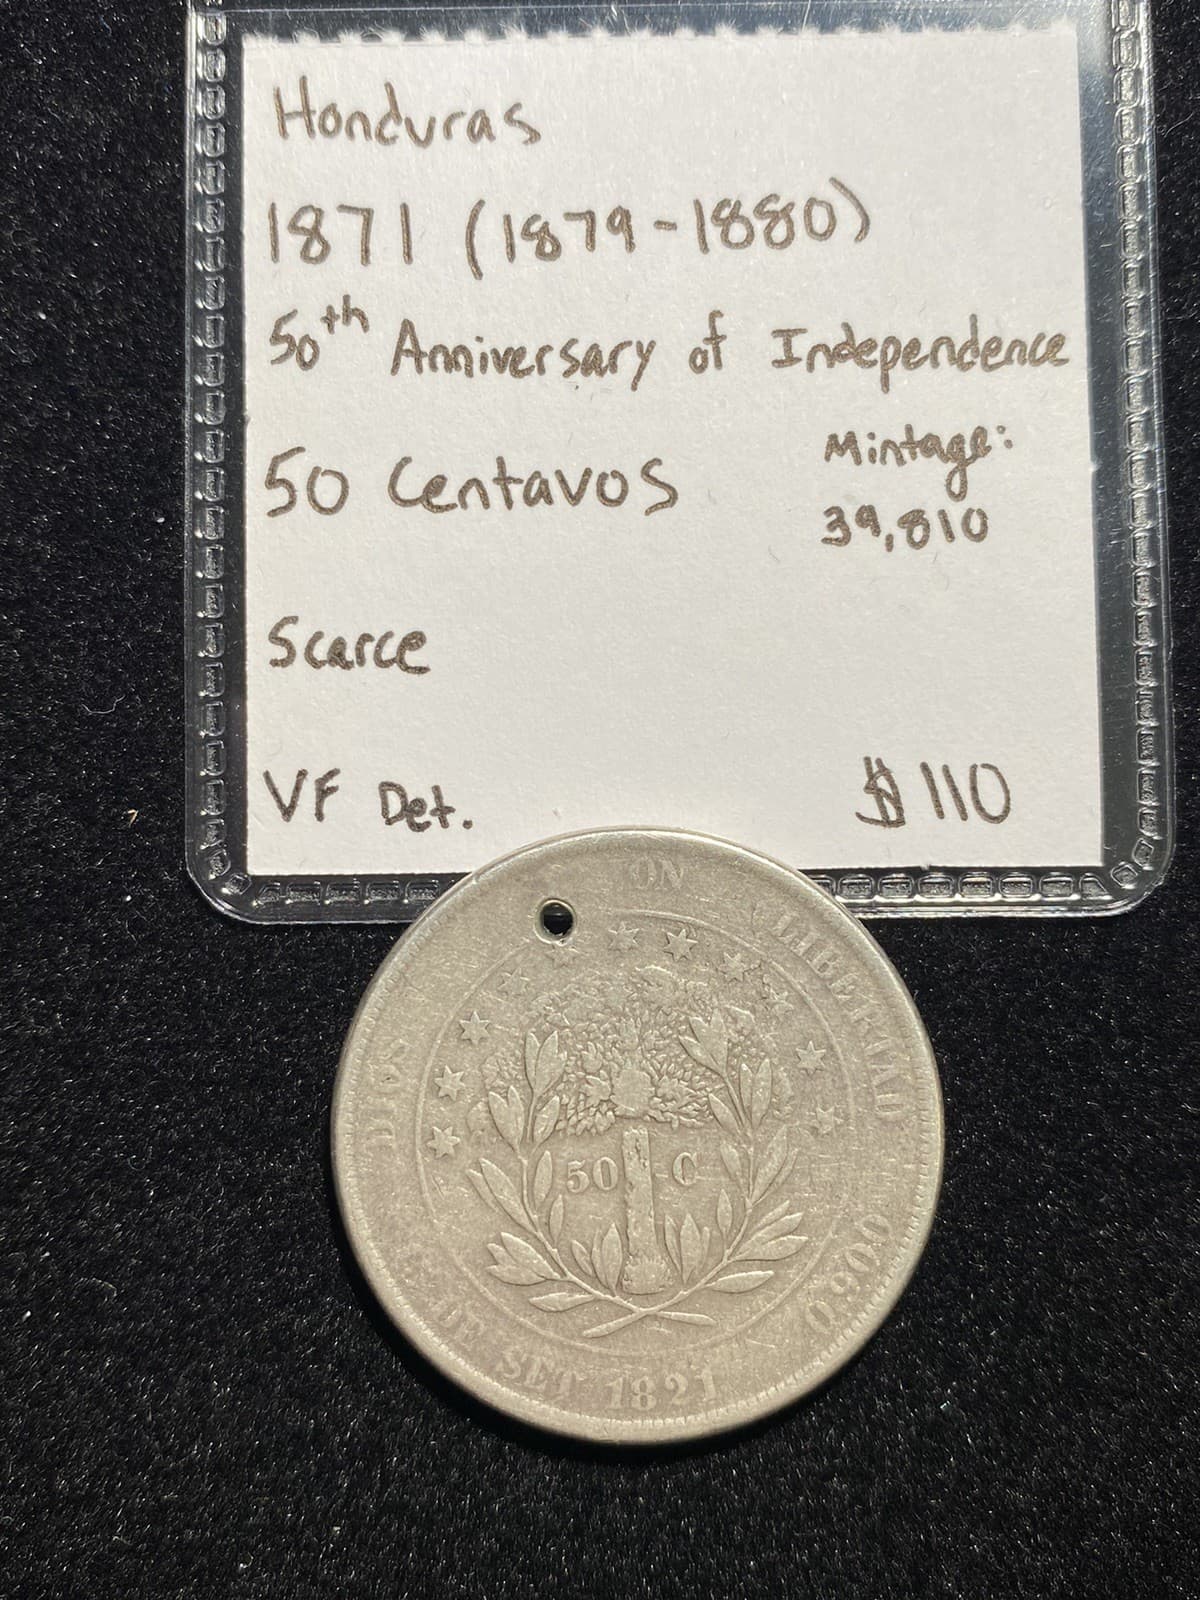 Honduras
1871 (1879-1880)
50th Anniversary of Independence
50 Centavos
Mintage:
39,810
Scarce
VF Det.
$110
DIOS ON LIBERTAD
50 C
0.900
DE SET 1821